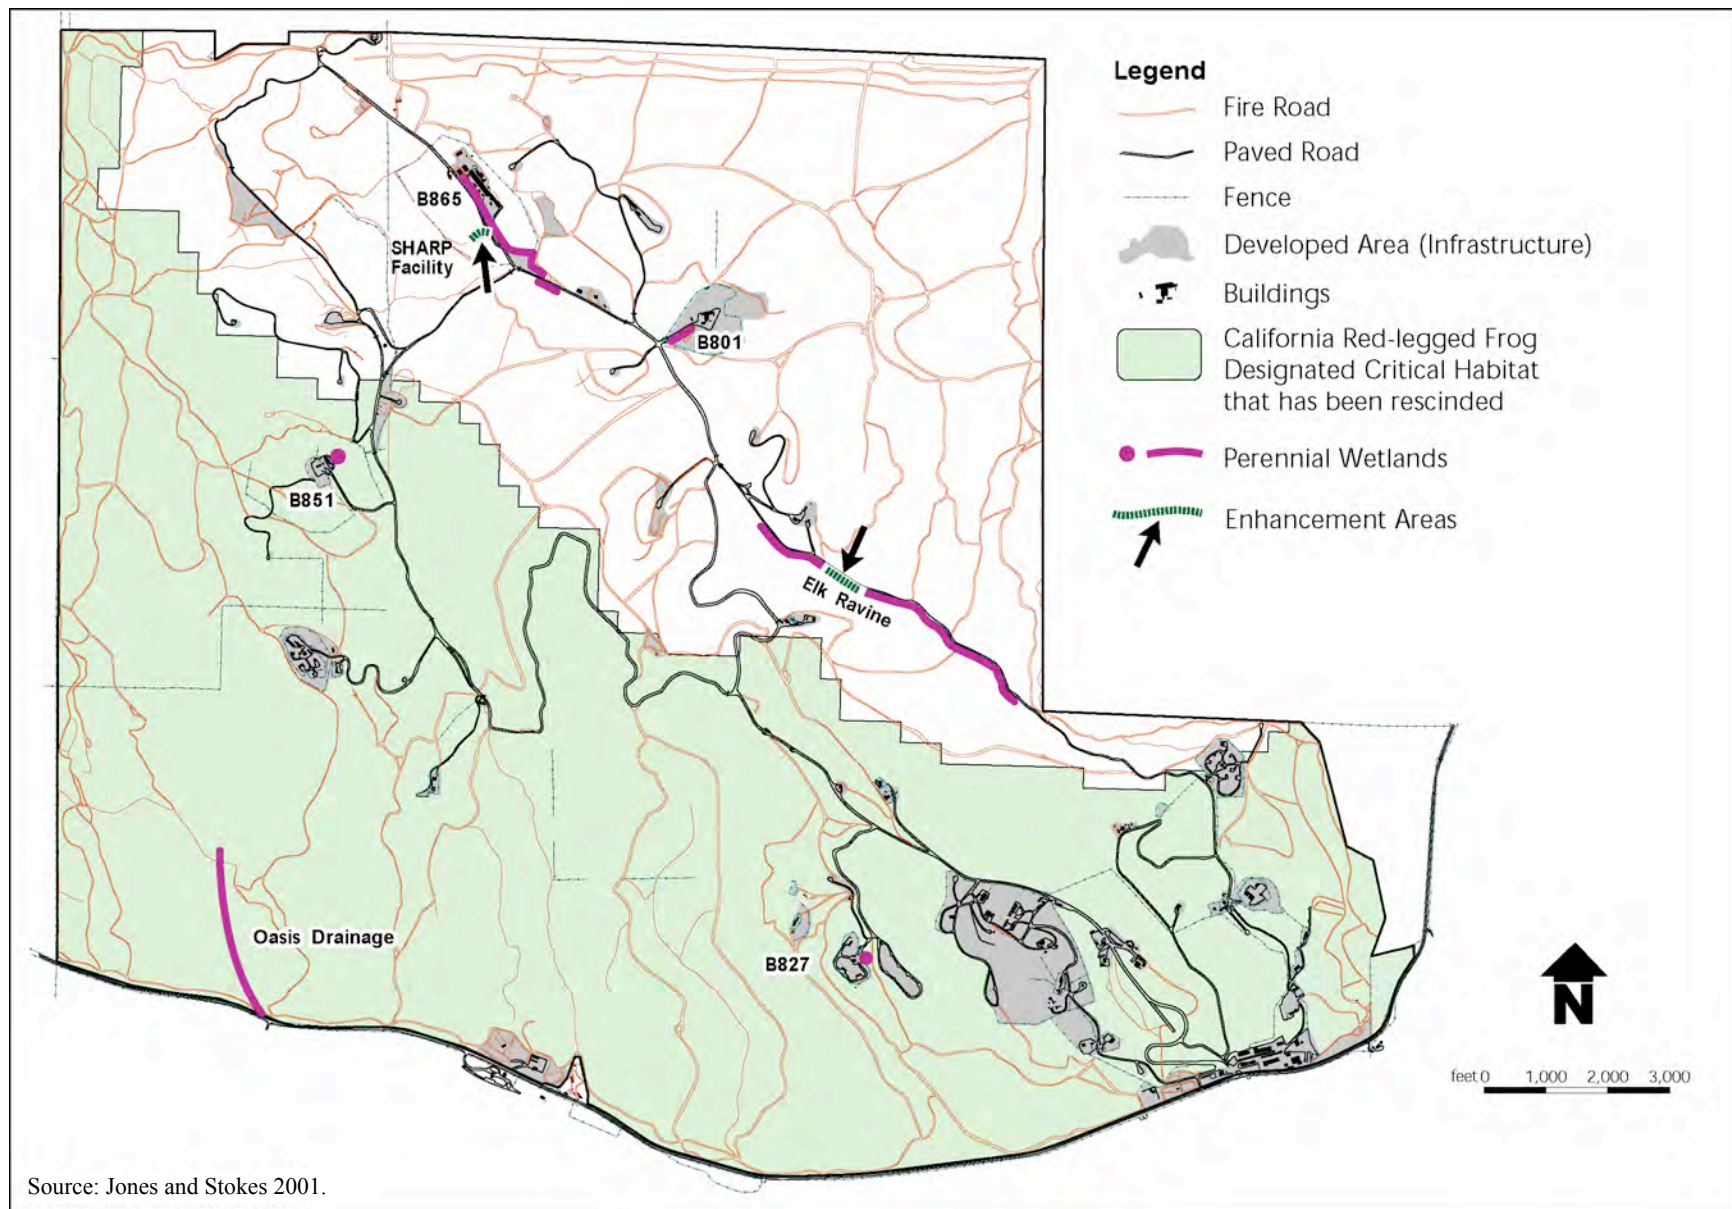 Legend
Fire Road
Paved Road
Fence
Developed Area (Infrastructure)
Buildings
California Red-legged Frog
Designated Critical Habitat
that has been rescinded
Perennial Wetlands
Enhancement Areas
B865
SHARP
Facility
B801
B851
Elk Ravine
Oasis Drainage
B827
N
feet 0 1,000 2,000 3,000
Source: Jones and Stokes 2001.